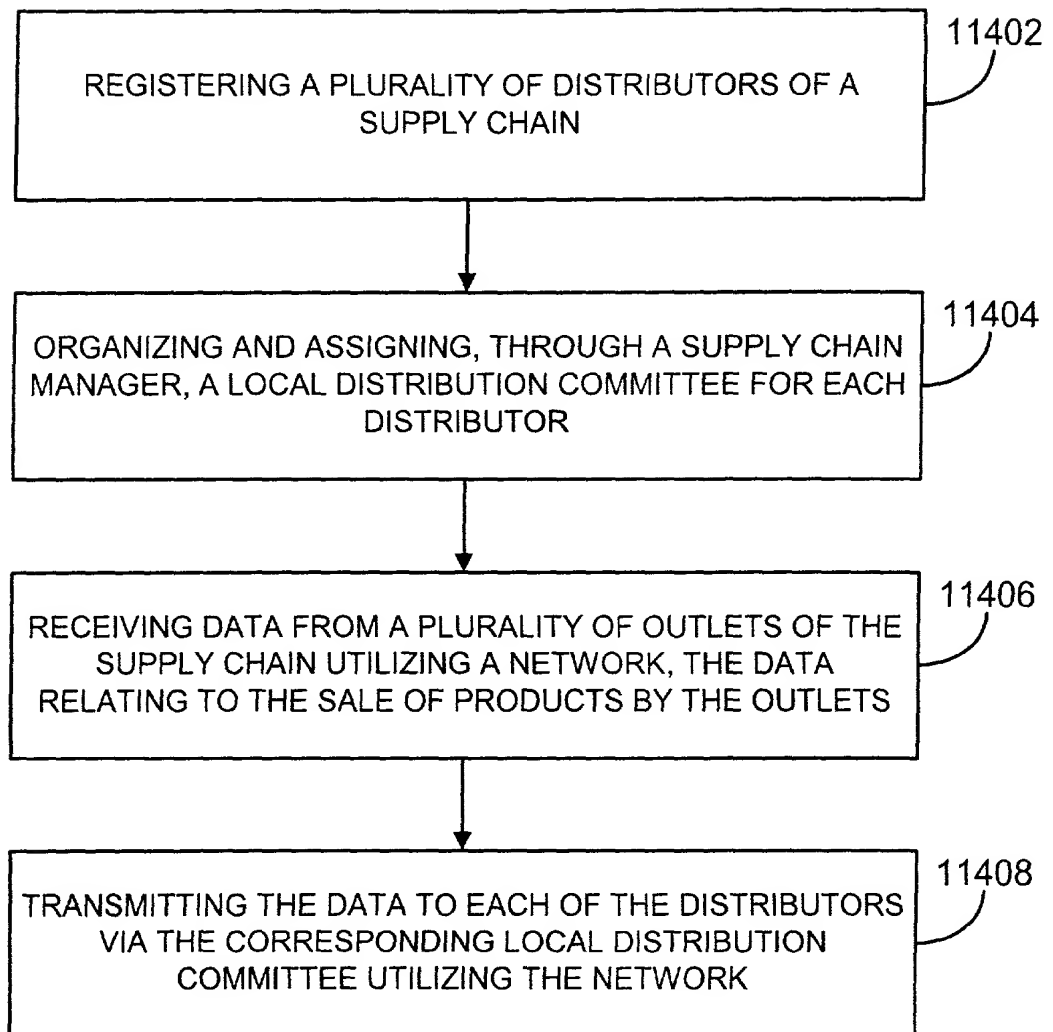 11402
REGISTERING A PLURALITY OF DISTRIBUTORS OF A
SUPPLY CHAIN
11404
ORGANIZING AND ASSIGNING, THROUGH A SUPPLY CHAIN
MANAGER, A LOCAL DISTRIBUTION COMMITTEE FOR EACH
DISTRIBUTOR
11406
RECEIVING DATA FROM A PLURALITY OF OUTLETS OF THE
SUPPLY CHAIN UTILIZING A NETWORK, THE DATA
RELATING TO THE SALE OF PRODUCTS BY THE OUTLETS
11408
TRANSMITTING THE DATA TO EACH OF THE DISTRIBUTORS
VIA THE CORRESPONDING LOCAL DISTRIBUTION
COMMITTEE UTILIZING THE NETWORK